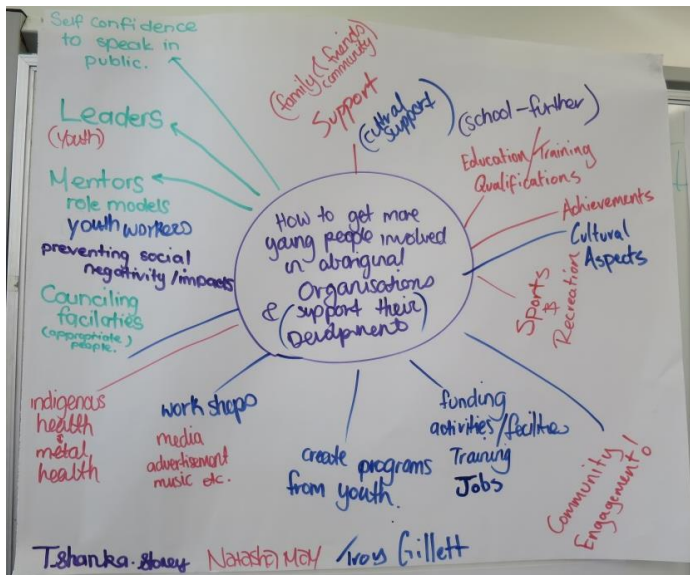 Self confidence
to speak in
public.
Leaders
(youth)
Mentors
role models
youth workers
preventing social
negativity/impacts
Counciling
facilaties
(appropriate)
people.
indigenous
health
&
metal
health
work shops
media
advertisement
music etc.
create programs
from youth.
funding
activities/facilities
Training
Jobs
Community
Engagement!
Sports
&
Recreation
Cultural
Aspects
Achievements
(school-further)
Education/Training
Qualifications
(family (friends
community)
Support
(cultral
support)
How to get more
young people involved
in aboriginal
Organisations
& (support their)
Development
Tshanka.Storey
Natasha May
Troy Gillett